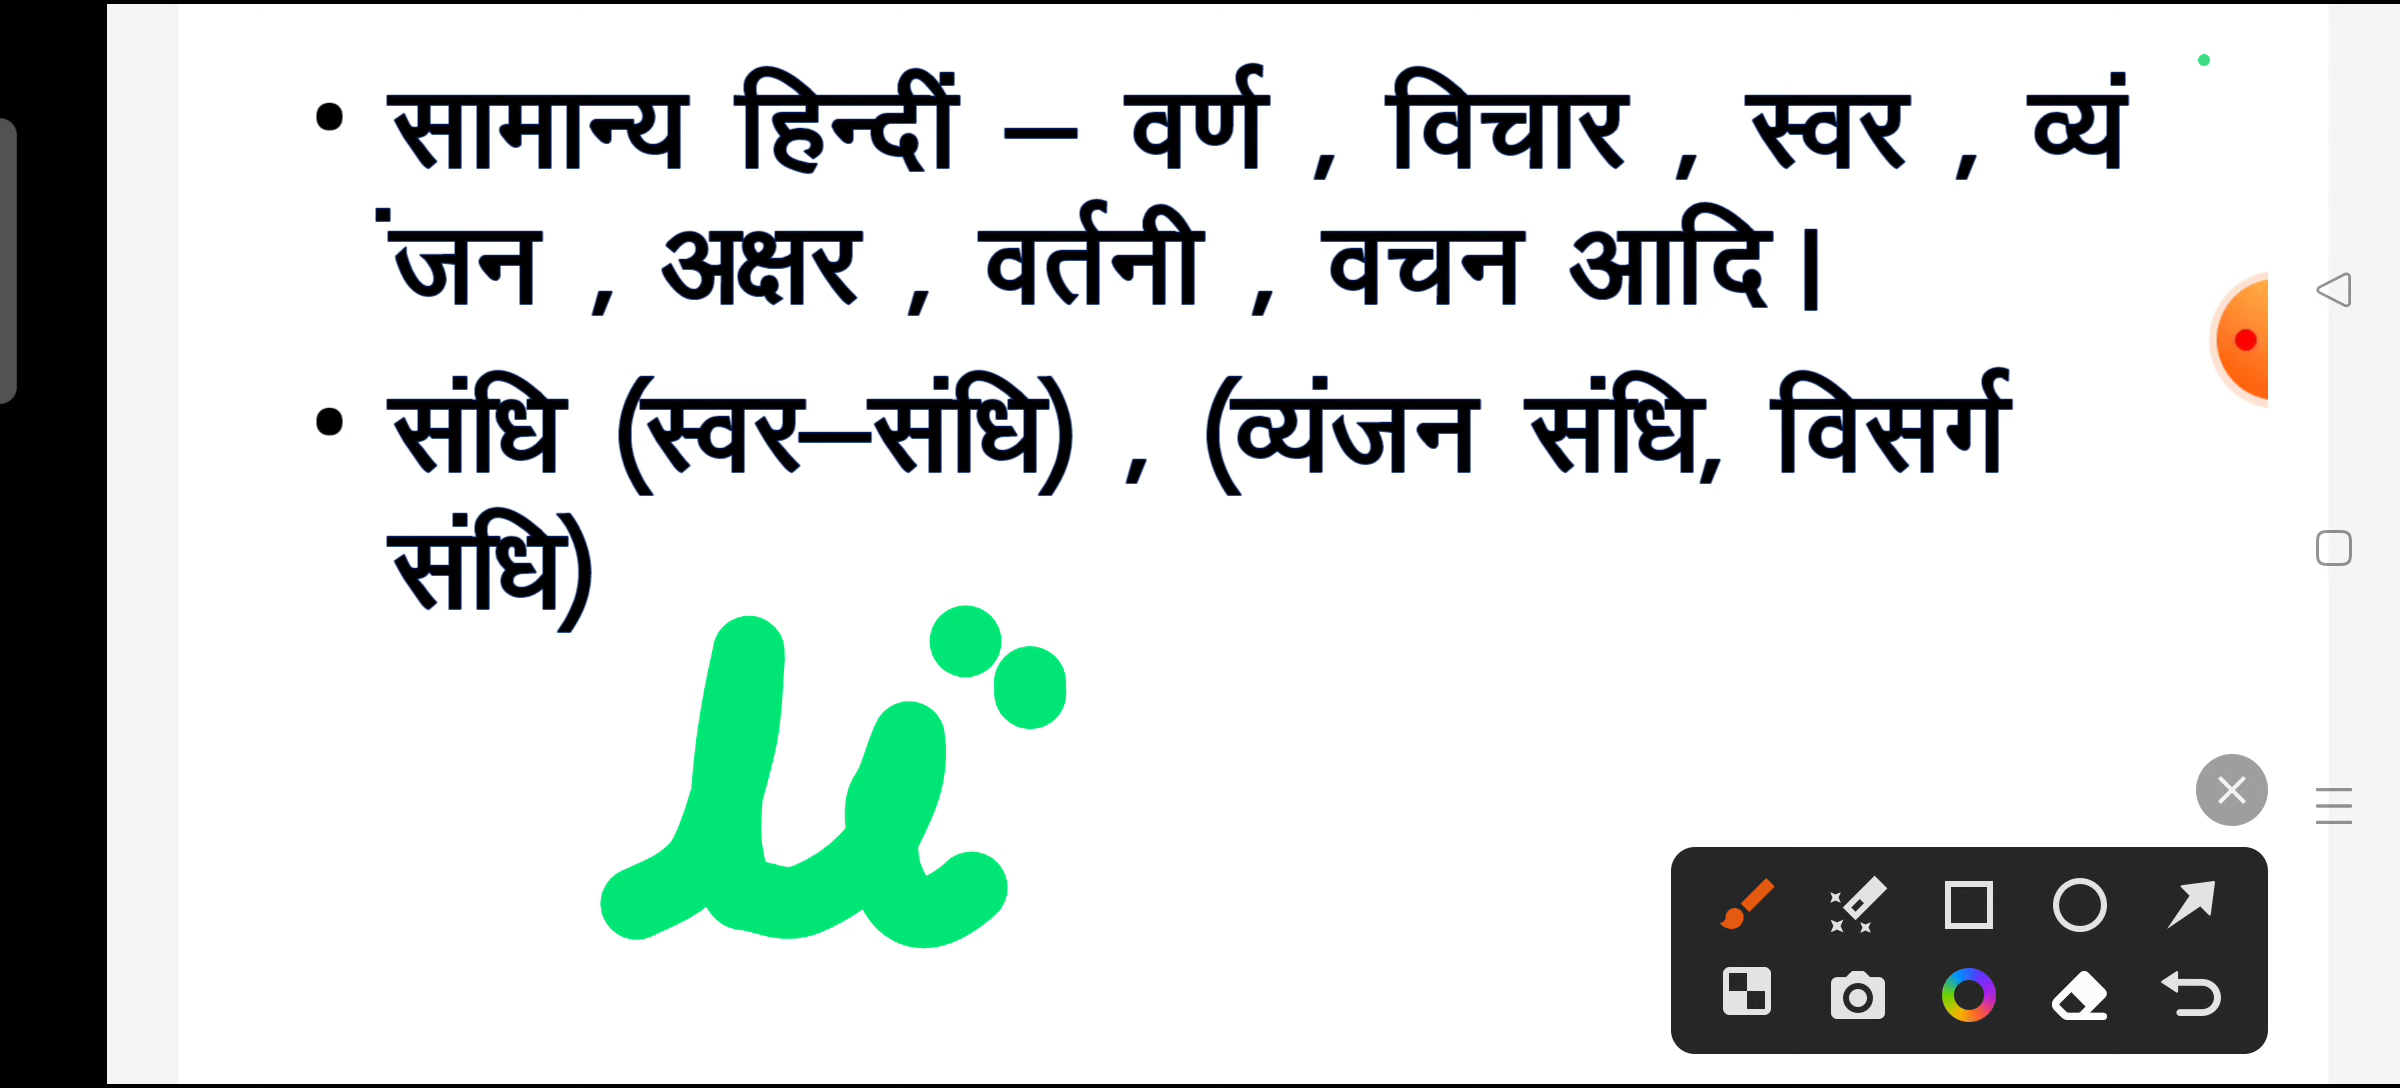 • सामान्य हिन्दीं – वर्ण , विचार , स्वर , व्यं
ंजन , अक्षर , वर्तनी , वचन आदि।
• संधि (स्वर–संधि) , (व्यंजन संधि, विसर्ग
संधि)